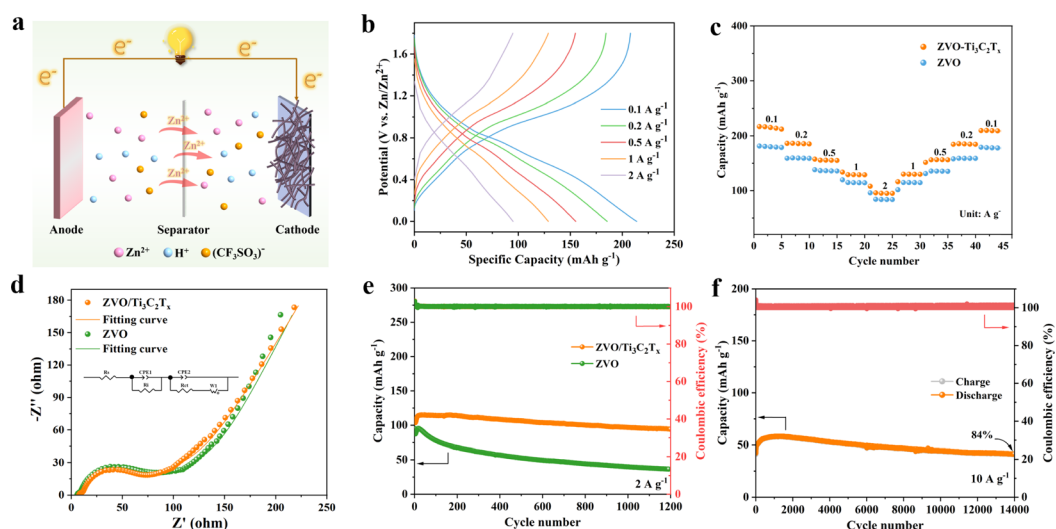 a
e⁻
e⁻
e⁻
Zn²⁺
Zn²⁺
Zn²⁺
Anode
Separator
Cathode
Zn²⁺
H⁺
(CF₃SO₃)⁻
b
Potential (V vs. Zn/Zn²⁺)
1.6
1.2
0.8
0.4
0.0
0.1 A g⁻¹
0.2 A g⁻¹
0.5 A g⁻¹
1 A g⁻¹
2 A g⁻¹
0 50 100 150 200 250
Specific Capacity (mAh g⁻¹)
c
Capacity (mAh g⁻¹)
400
300
200
100
ZVO-Ti₃C₂Tₓ
ZVO
0.1
0.2
0.5
1
2
1
0.5
0.2
0.1
Unit: A g⁻
0 5 10 15 20 25 30 35 40 45
Cycle number
d
-Z'' (ohm)
180
150
120
90
60
30
0
ZVO/Ti₃C₂Tₓ
Fitting curve
ZVO
Fitting curve
Rs
CPE1
CPE2
Rct
W1
0 50 100 150 200 250
Z' (ohm)
e
Capacity (mAh g⁻¹)
300
275
250
225
200
175
150
125
100
75
50
25
0
ZVO/Ti₃C₂Tₓ
ZVO
2 A g⁻¹
0 200 400 600 800 1000 1200
Cycle number
Coulombic efficiency (%)
100
80
60
40
20
0
f
Capacity (mAh g⁻¹)
200
150
100
50
0
Charge
Discharge
84%
10 A g⁻¹
0 2000 4000 6000 8000 10000 12000 14000
Cycle number
Coulombic efficiency (%)
100
80
60
40
20
0